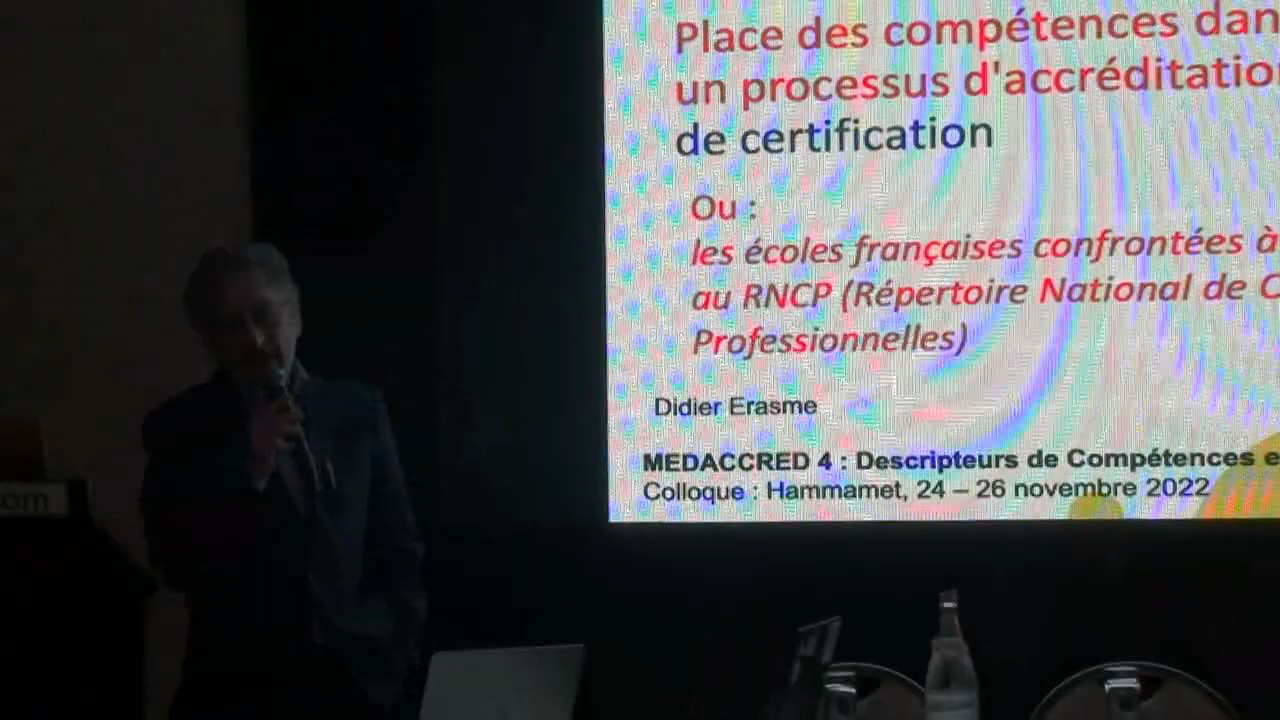 Place des compétences dan
un processus d'accréditatio
de certification
Ou :
les écoles françaises confrontées à
au RNCP (Répertoire National de C
Professionnelles)
Didier Erasme
MEDACCRED 4 : Descripteurs de Compétences e
Colloque : Hammamet, 24 – 26 novembre 2022
om